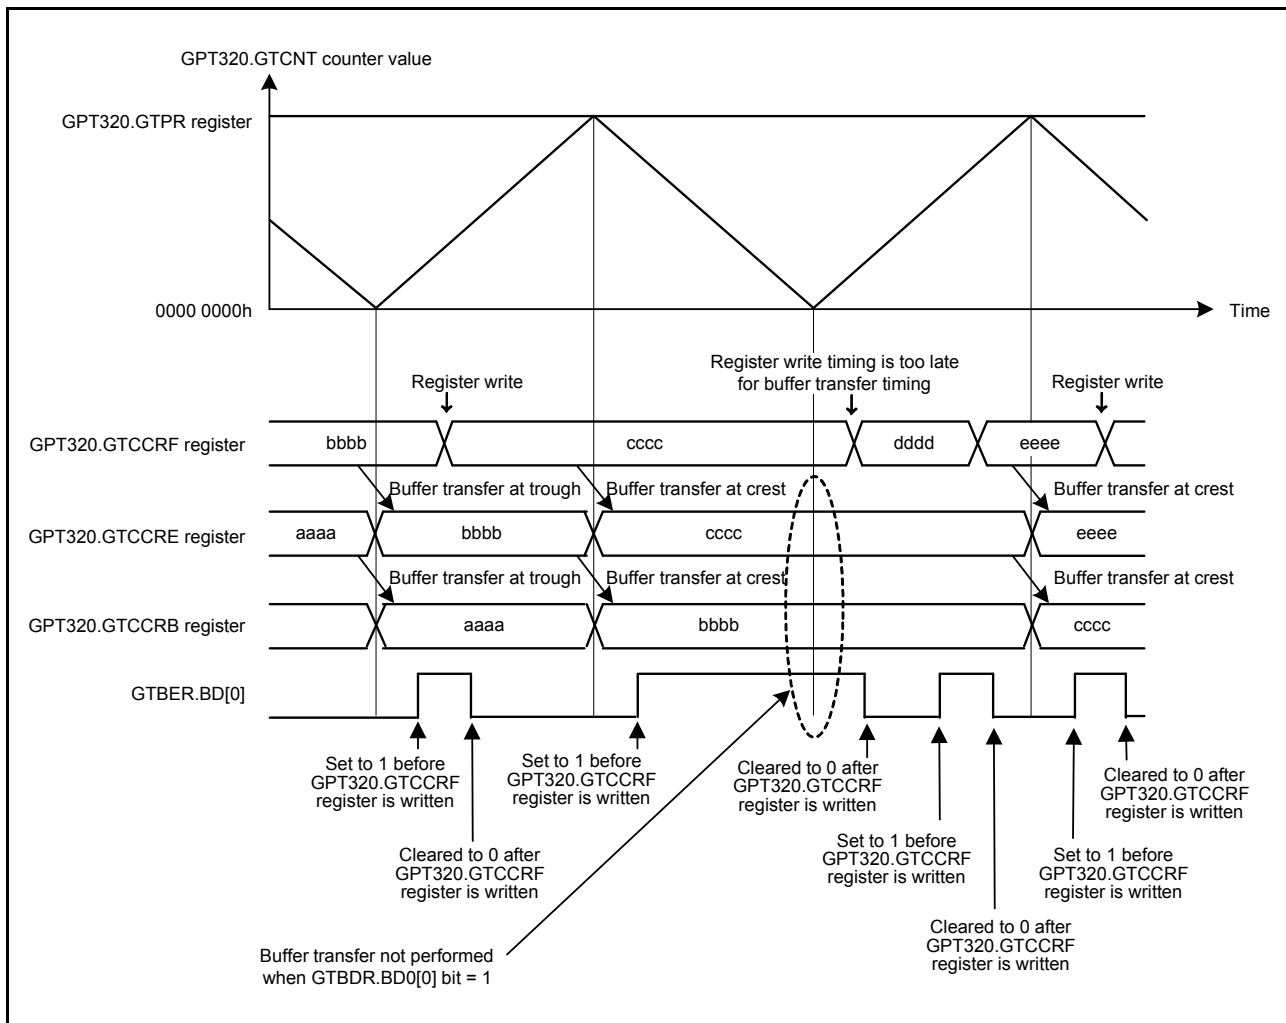 GPT320.GTCNT counter value
GPT320.GTPR register
0000 0000h
Time
Register write
Register write timing is too late
for buffer transfer timing
Register write
GPT320.GTCCRF register
bbbb
cccc
dddd
eeee
Buffer transfer at trough
Buffer transfer at crest
Buffer transfer at crest
GPT320.GTCCRE register
aaaa
bbbb
cccc
eeee
Buffer transfer at trough
Buffer transfer at crest
Buffer transfer at crest
GPT320.GTCCRB register
aaaa
bbbb
cccc
GTBER.BD[0]
Set to 1 before
GPT320.GTCCRF
register is written
Cleared to 0 after
GPT320.GTCCRF
register is written
Set to 1 before
GPT320.GTCCRF
register is written
Cleared to 0 after
GPT320.GTCCRF
register is written
Set to 1 before
GPT320.GTCCRF
register is written
Cleared to 0 after
GPT320.GTCCRF
register is written
Set to 1 before
GPT320.GTCCRF
register is written
Cleared to 0 after
GPT320.GTCCRF
register is written
Buffer transfer not performed
when GTBDR.BD0[0] bit = 1